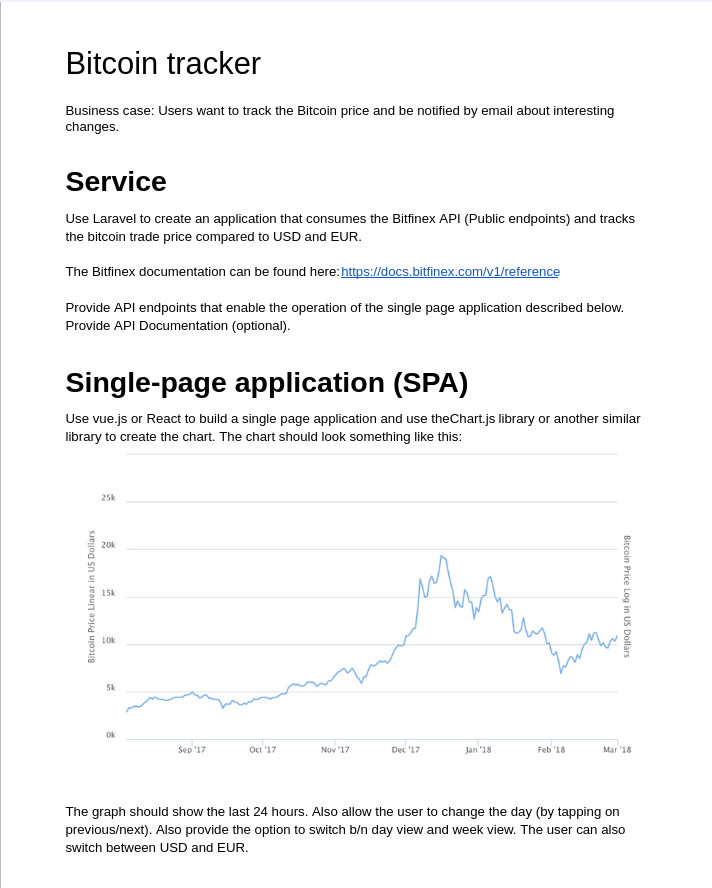 Bitcoin tracker
Business case: Users want to track the Bitcoin price and be notified by email about interesting
changes.
Service
Use Laravel to create an application that consumes the Bitfinex API (Public endpoints) and tracks
the bitcoin trade price compared to USD and EUR.
The Bitfinex documentation can be found here:https://docs.bitfinex.com/v1/reference
Provide API endpoints that enable the operation of the single page application described below.
Provide API Documentation (optional).
Single-page application (SPA)
Use vue.js or React to build a single page application and use theChart.js library or another similar
library to create the chart. The chart should look something like this:
25k
20k
15k
10k
5k
0k
Bitcoin Price Linear in US Dollars
Bitcoin Price Log in US Dollars
Sep '17 Oct '17 Nov '17 Dec '17 Jan '18 Feb '18 Mar '18
The graph should show the last 24 hours. Also allow the user to change the day (by tapping on
previous/next). Also provide the option to switch b/n day view and week view. The user can also
switch between USD and EUR.